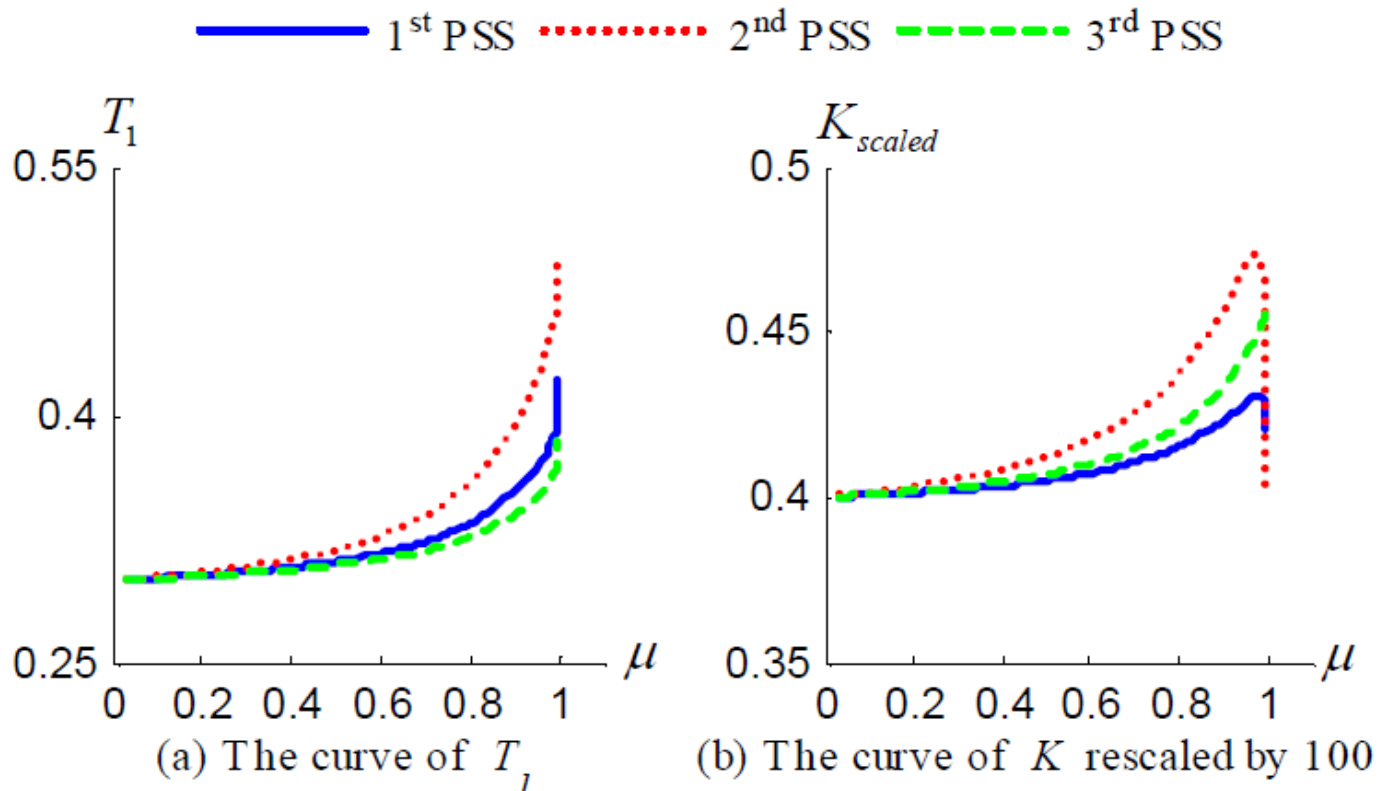 1st PSS 2nd PSS 3rd PSS
T1
0.55
0.4
0.25
0 0.2 0.4 0.6 0.8 1
μ
(a) The curve of T1
Kscaled
0.5
0.45
0.4
0.35
0 0.2 0.4 0.6 0.8 1
μ
(b) The curve of K rescaled by 100